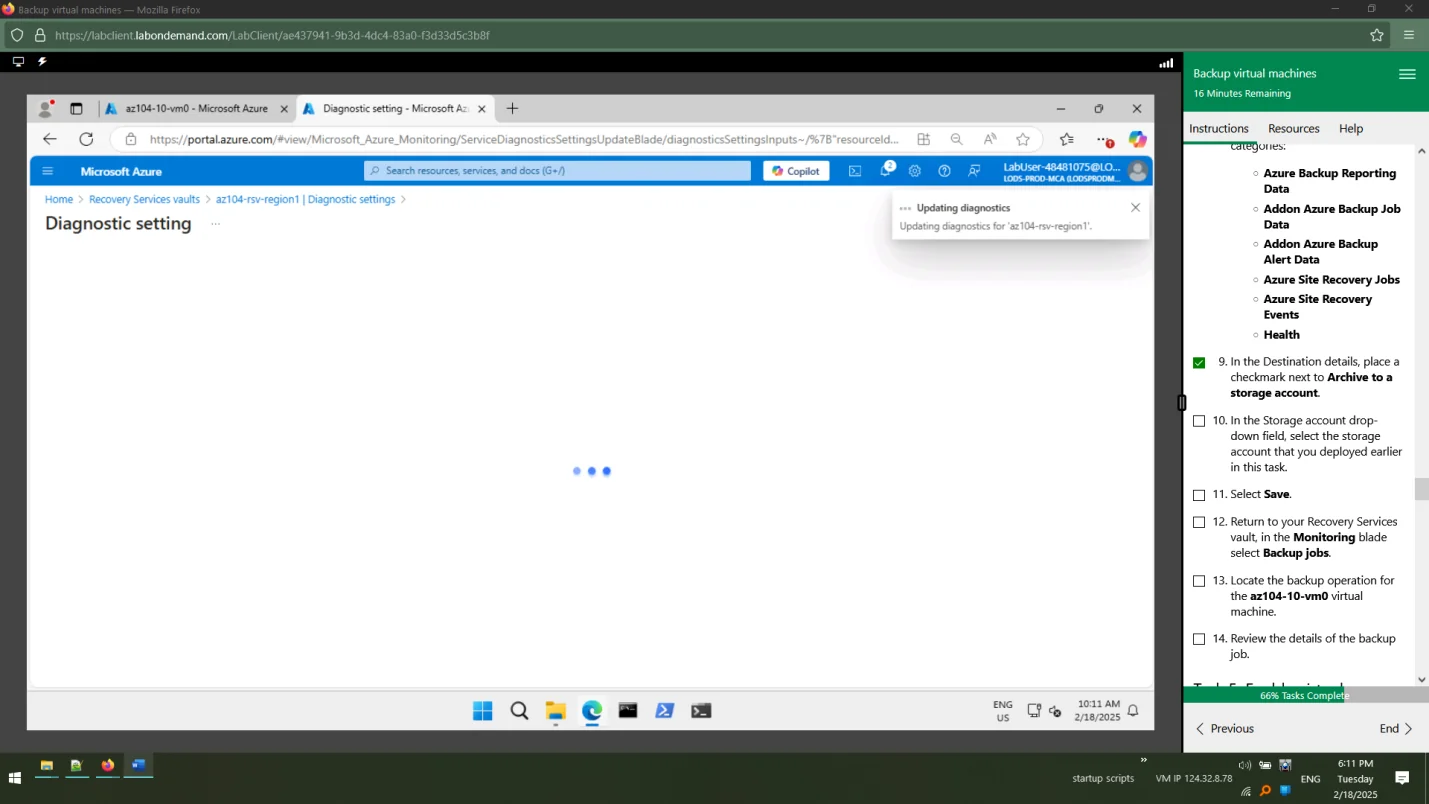 Backup virtual machines — Mozilla Firefox
https://labclient.labondemand.com/LabClient/ae437941-9b3d-4dc4-83a0-f3d33d5c3b8f
az104-10-vm0 - Microsoft Azure
Diagnostic setting - Microsoft Az
https://portal.azure.com/#view/Microsoft_Azure_Monitoring/ServiceDiagnosticsSettingsUpdateBlade/diagnosticsSettingsInputs~/%7B"resourceId...
Microsoft Azure
Search resources, services, and docs (G+/)
Copilot
2
LabUser-48481075@LO...
LODS-PROD-MCA (LODSPRODM...
Home > Recovery Services vaults > az104-rsv-region1 | Diagnostic settings >
Diagnostic setting ...
Updating diagnostics
Updating diagnostics for 'az104-rsv-region1'.
ENG
US
10:11 AM
2/18/2025
Backup virtual machines
16 Minutes Remaining
Instructions Resources Help
categories:
Azure Backup Reporting
Data
Addon Azure Backup Job
Data
Addon Azure Backup
Alert Data
Azure Site Recovery Jobs
Azure Site Recovery
Events
Health
9. In the Destination details, place a
checkmark next to Archive to a
storage account.
10. In the Storage account drop-
down field, select the storage
account that you deployed earlier
in this task.
11. Select Save.
12. Return to your Recovery Services
vault, in the Monitoring blade
select Backup jobs.
13. Locate the backup operation for
the az104-10-vm0 virtual
machine.
14. Review the details of the backup
job.
66% Tasks Complete
< Previous
End >
startup scripts
VM IP 124.32.8.78
ENG
6:11 PM
Tuesday
2/18/2025